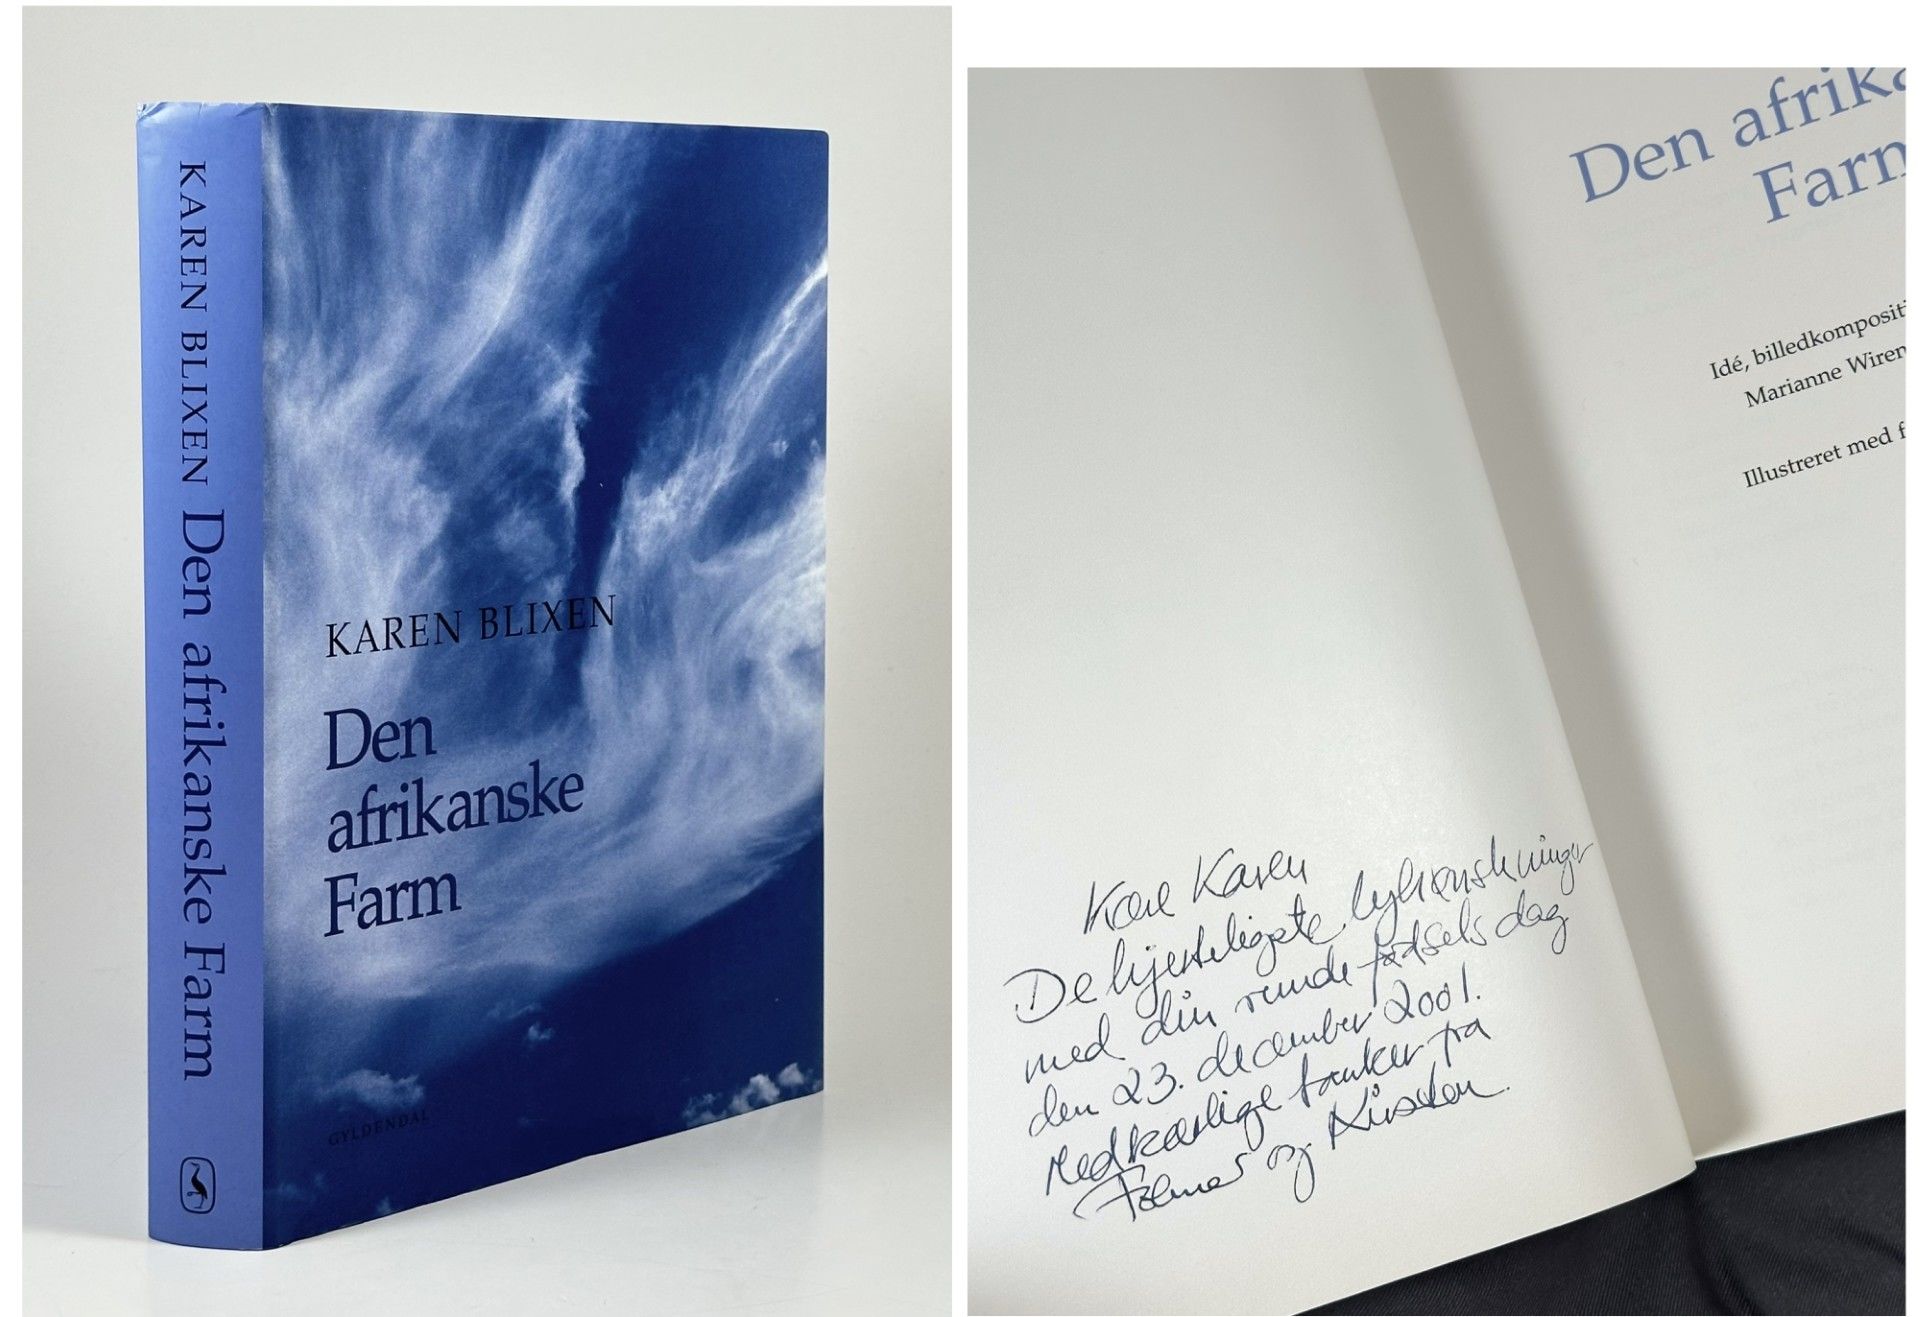 KAREN BLIXEN Den afrikanske Farm
KAREN BLIXEN
Den
afrikanske
Farm
GYLDENDAL
Den afrika
Farm
Idé, billedkompositi
Marianne Wiren
Illustreret med f
Kære Karen
De hjerteligste lykønskninger
med din runde fødselsdag
den 23. december 2001.
Med kærlige tanker fra
og Kirsten.